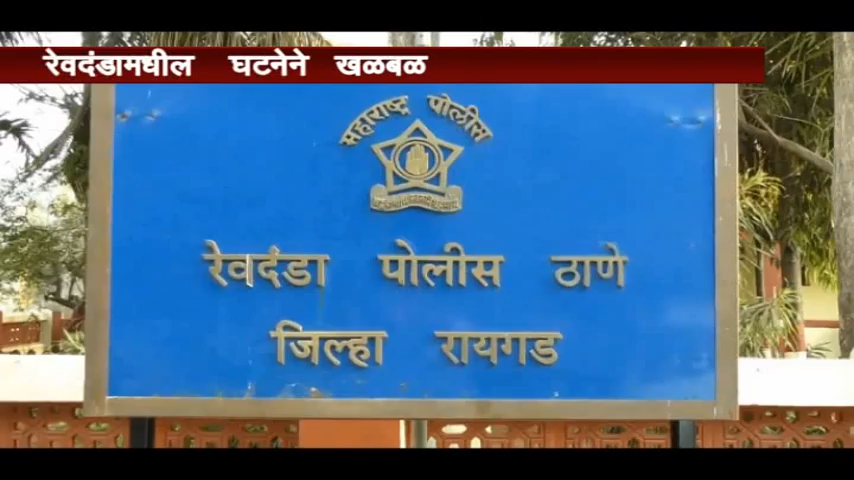 रेवदंडामधील घटनेने खळबळ
महाराष्ट्र पोलीस
रेवदंडा पोलीस ठाणे
जिल्हा रायगड